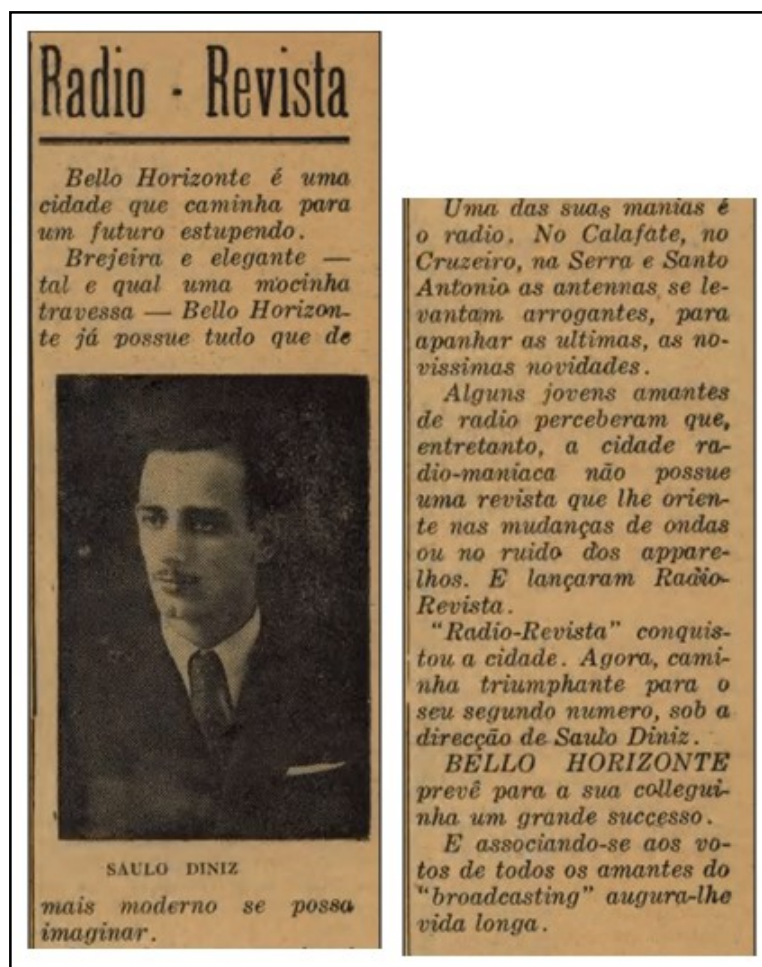 Radio - Revista
Bello Horizonte é uma
cidade que caminha para
um futuro estupendo.
Brejeira e elegante —
tal e qual uma mocinha
travessa — Bello Horizon-
te já possue tudo que de
SAULO DINIZ
mais moderno se possa
imaginar.
Uma das suas manias é
o radio. No Calafate, no
Cruzeiro, na Serra e Santo
Antonio as antennas se le-
vantam arrogantes, para
apanhar as ultimas, as no-
vissimas novidades.
Alguns jovens amantes
de radio perceberam que,
entretanto, a cidade ra-
dio-maniaca não possue
uma revista que lhe orien-
te nas mudanças de ondas
ou no ruido dos appare-
lhos. E lançaram Radio-
Revista.
"Radio-Revista" conquis-
tou a cidade. Agora, cami-
nha triumphante para o
seu segundo numero, sob a
direcção de Saulo Diniz.
BELLO HORIZONTE
prevê para a sua collegui-
nha um grande successo.
E associando-se aos vo-
tos de todos os amantes do
"broadcasting" augura-lhe
vida longa.